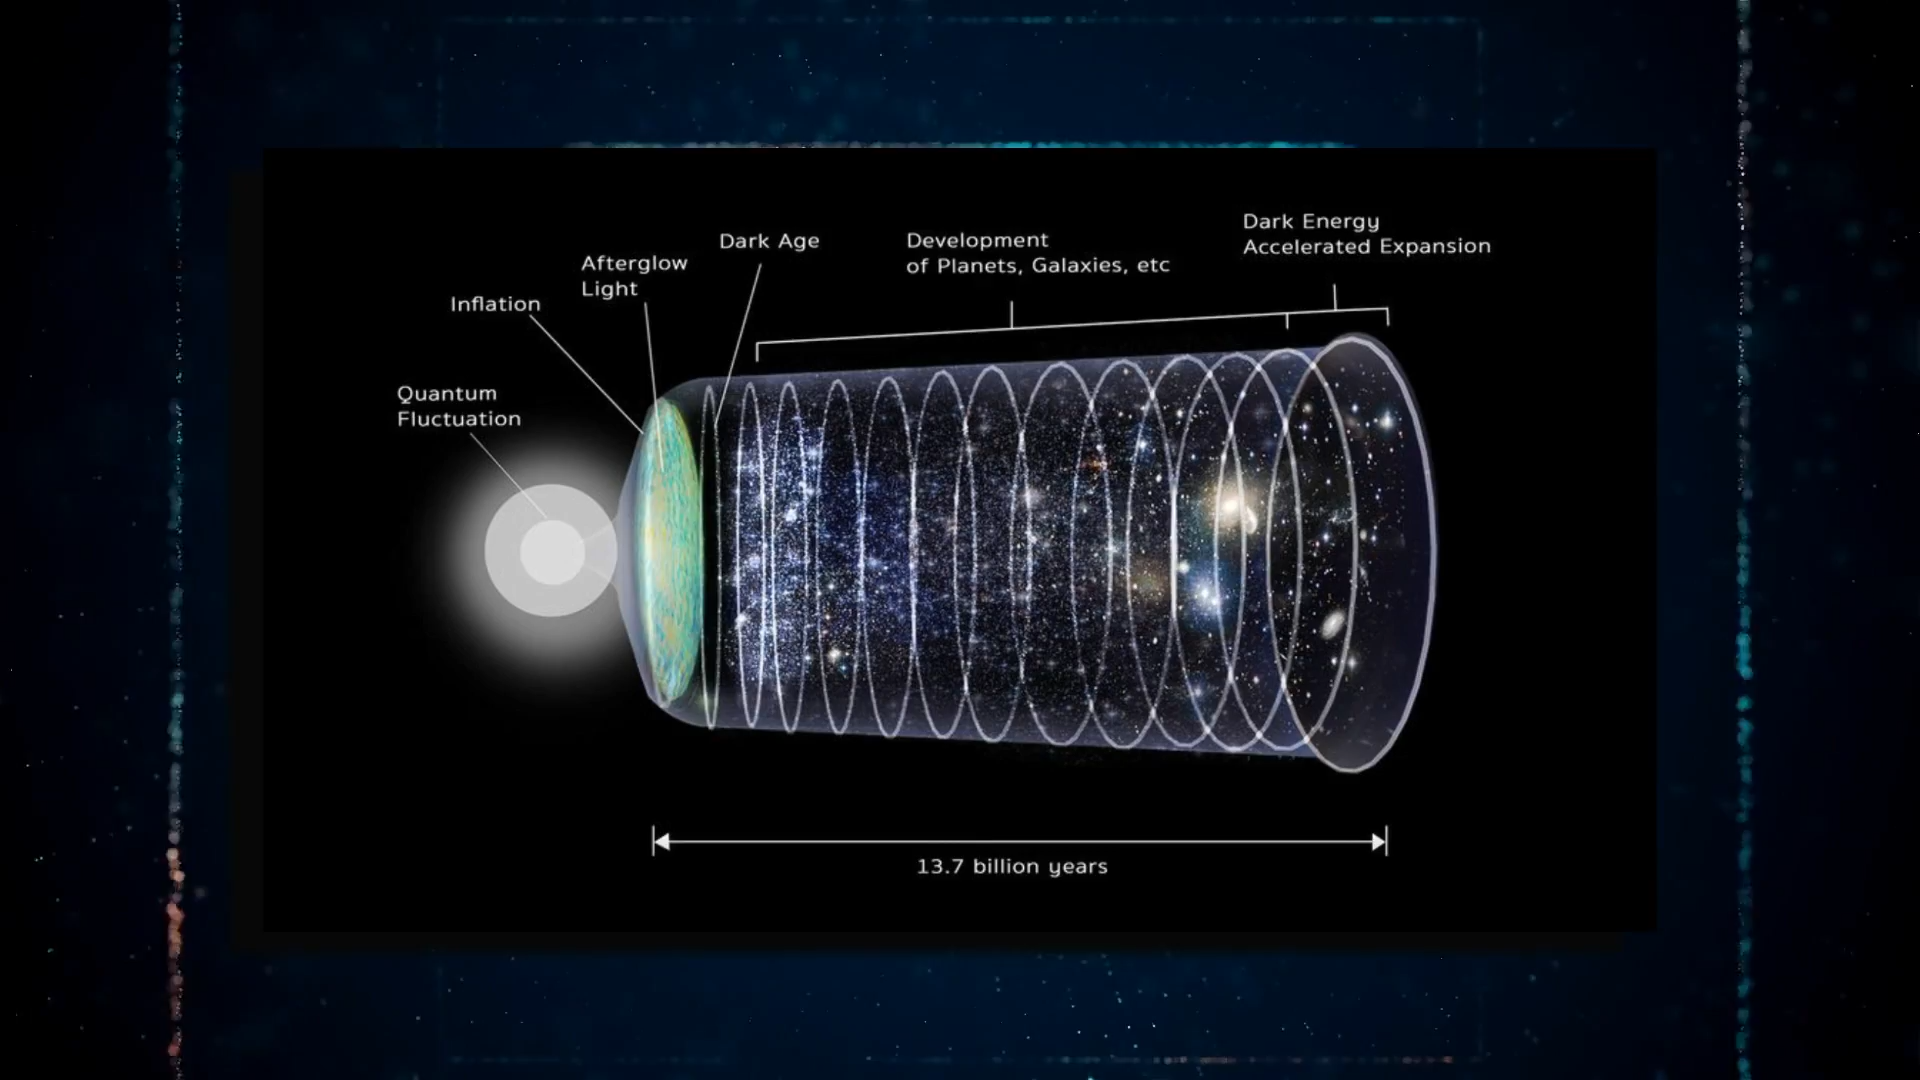 Quantum
Fluctuation
Inflation
Afterglow
Light
Dark Age
Development
of Planets, Galaxies, etc
Dark Energy
Accelerated Expansion
13.7 billion years